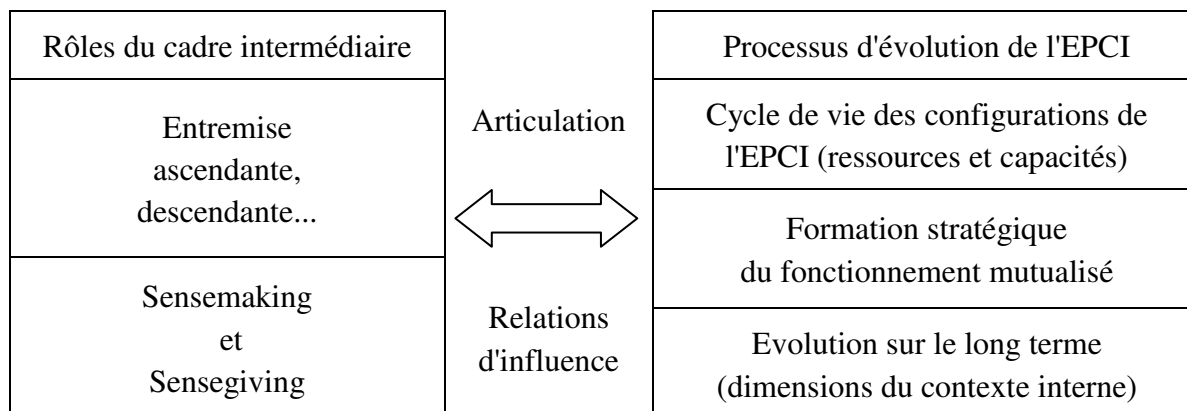 Rôles du cadre intermédiaire
Entremise
ascendante,
descendante...
Sensemaking
et
Sensegiving
Articulation
Relations
d'influence
Processus d'évolution de l'EPCI
Cycle de vie des configurations de
l'EPCI (ressources et capacités)
Formation stratégique
du fonctionnement mutualisé
Evolution sur le long terme
(dimensions du contexte interne)